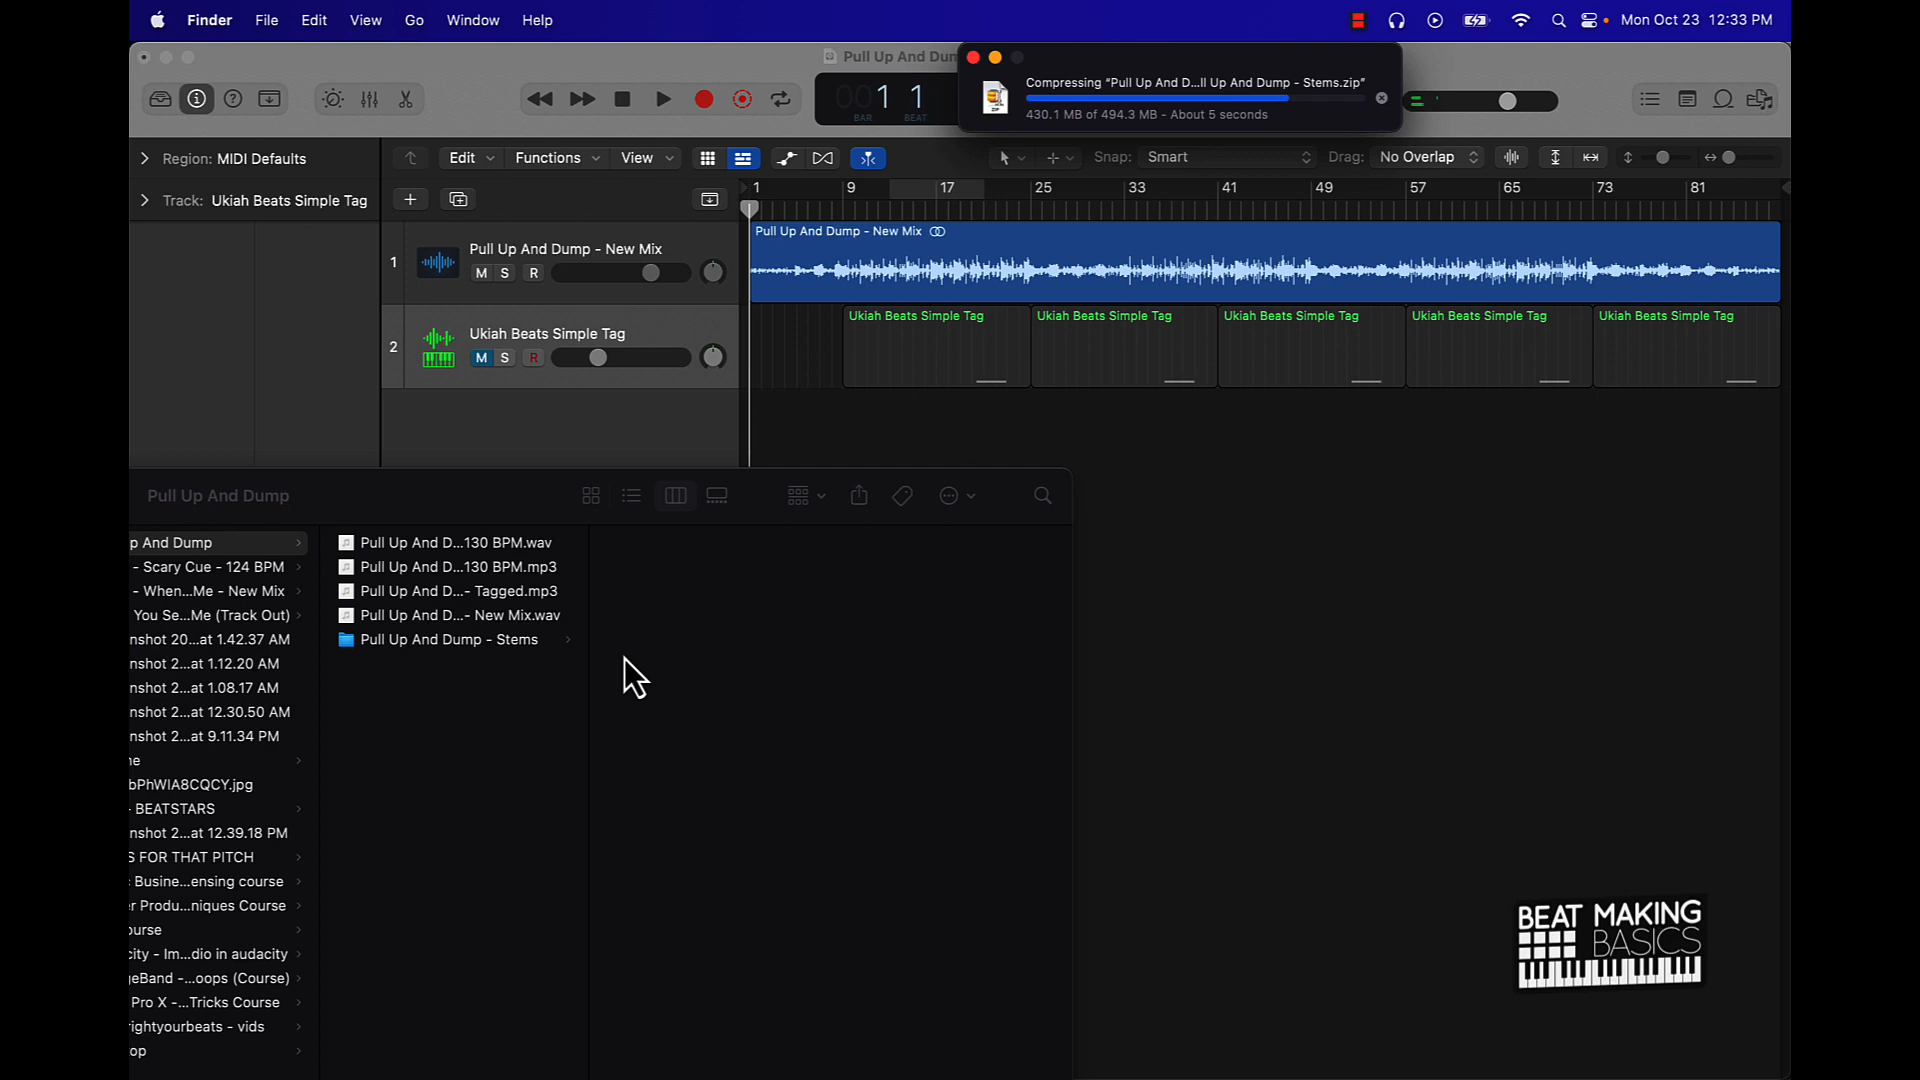 Finder File Edit View Go Window Help Mon Oct 23 12:33 PM
Pull Up And Dum
Compressing “Pull Up And D...ll Up And Dump - Stems.zip”
430.1 MB of 494.3 MB - About 5 seconds
ZIP
001 1
BAR BEAT
Region: MIDI Defaults
Edit Functions View
Snap: Smart
Drag: No Overlap
Track: Ukiah Beats Simple Tag
1 9 17 25 33 41 49 57 65 73 81
1
Pull Up And Dump - New Mix
M S R
Pull Up And Dump - New Mix
2
Ukiah Beats Simple Tag
M S R
Ukiah Beats Simple Tag
Ukiah Beats Simple Tag
Ukiah Beats Simple Tag
Ukiah Beats Simple Tag
Ukiah Beats Simple Tag
Pull Up And Dump
p And Dump
- Scary Cue - 124 BPM
- When...Me - New Mix
You Se...Me (Track Out)
nshot 20...at 1.42.37 AM
nshot 2...at 1.12.20 AM
nshot 2...at 1.08.17 AM
nshot 2...at 12.30.50 AM
nshot 2...at 9.11.34 PM
ne
bPhWIA8CQCY.jpg
- BEATSTARS
nshot 2...at 12.39.18 PM
S FOR THAT PITCH
c Busine...ensing course
er Produ...niques Course
ourse
city - Im...dio in audacity
geBand -...oops (Course)
Pro X -...Tricks Course
rightyourbeats - vids
op
Pull Up And D...130 BPM.wav
Pull Up And D...130 BPM.mp3
Pull Up And D...- Tagged.mp3
Pull Up And D...- New Mix.wav
Pull Up And Dump - Stems
BEAT MAKING
BASICS